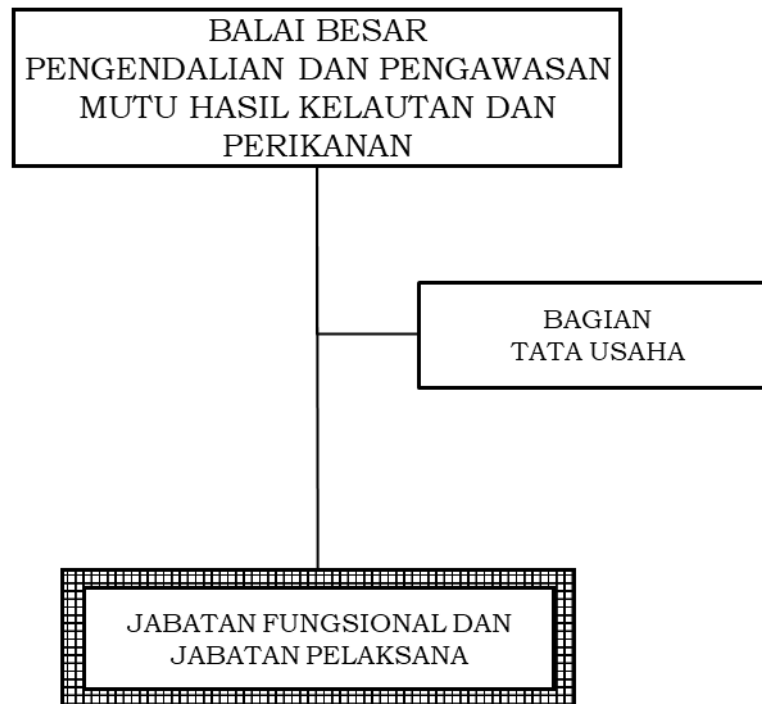 BALAI BESAR
PENGENDALIAN DAN PENGAWASAN
MUTU HASIL KELAUTAN DAN
PERIKANAN
BAGIAN
TATA USAHA
JABATAN FUNGSIONAL DAN
JABATAN PELAKSANA